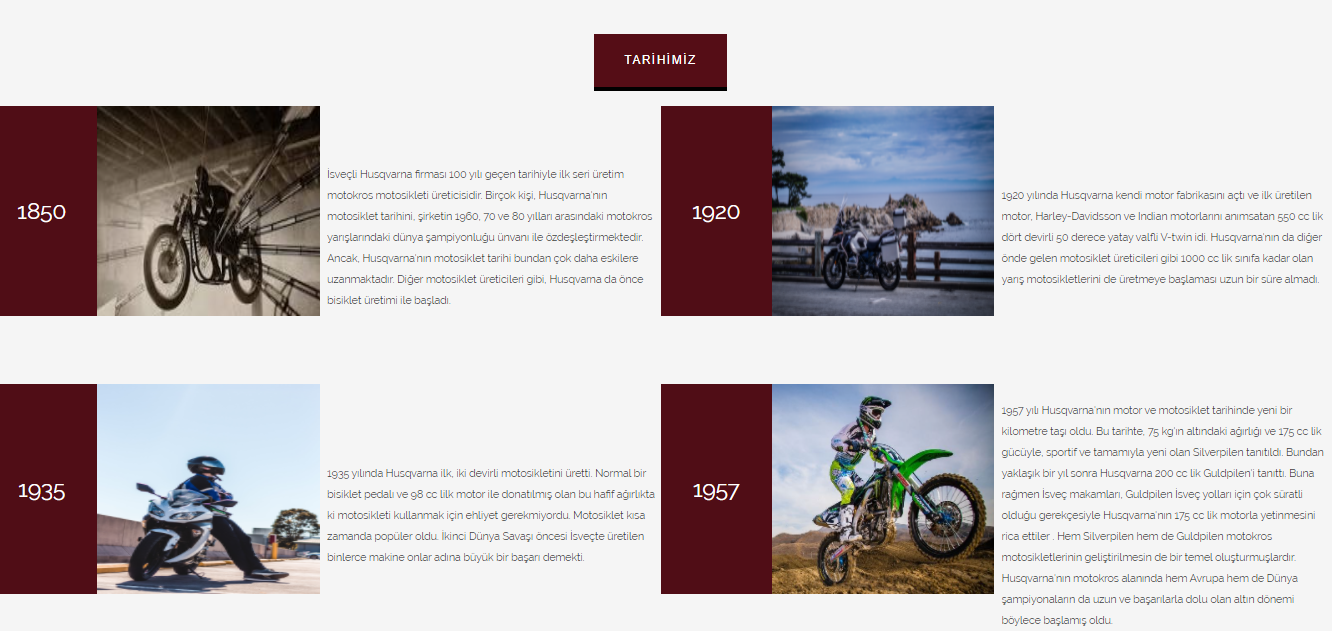 TARİHİMİZ
1850
İsveçli Husqvarna firması 100 yılı geçen tarihiyle ilk seri üretim
motokros motosikleti üreticisidir. Birçok kişi, Husqvarna'nın
motosiklet tarihini, şirketin 1960, 70 ve 80 yılları arasındaki motokros
yarışlarındaki dünya şampiyonluğu ünvanı ile özdeşleştirmektedir.
Ancak, Husqvarna'nın motosiklet tarihi bundan çok daha eskilere
uzanmaktadır. Diğer motosiklet üreticileri gibi, Husqvarna da önce
bisiklet üretimi ile başladı.
1920
1920 yılında Husqvarna kendi motor fabrikasını açtı ve ilk üretilen
motor, Harley-Davidsson ve Indian motorlarını anımsatan 550 cc lik
dört devirli 50 derece yatay valfli V-twin idi. Husqvarna'nın da diğer
önde gelen motosiklet üreticileri gibi 1000 cc lik sınıfa kadar olan
yarış motosikletlerini de üretmeye başlaması uzun bir süre almadı.
1935
1935 yılında Husqvarna ilk, iki devirli motosikletini üretti. Normal bir
bisiklet pedalı ve 98 cc lilk motor ile donatılmış olan bu hafif ağırlıkta
ki motosikleti kullanmak için ehliyet gerekmiyordu. Motosiklet kısa
zamanda popüler oldu. İkinci Dünya Savaşı öncesi İsveçte üretilen
binlerce makine onlar adına büyük bir başarı demekti.
1957
1957 yılı Husqvarna'nın motor ve motosiklet tarihinde yeni bir
kilometre taşı oldu. Bu tarihte, 75 kg'ın altındaki ağırlığı ve 175 cc lik
gücüyle, sportif ve tamamıyla yeni olan Silverpilen tanıtıldı. Bundan
yaklaşık bir yıl sonra Husqvarna 200 cc lik Guldpilen'i tanıttı. Buna
rağmen İsveç makamları, Guldpilen İsveç yolları için çok süratli
olduğu gerekçesiyle Husqvarna'nın 175 cc lik motorla yetinmesini
rica ettiler . Hem Silverpilen hem de Guldpilen motokros
motosikletlerinin geliştirilmesin de bir temel oluşturmuşlardır.
Husqvarna'nın motokros alanında hem Avrupa hem de Dünya
şampiyonaların da uzun ve başarılarla dolu olan altın dönemi
böylece başlamış oldu.